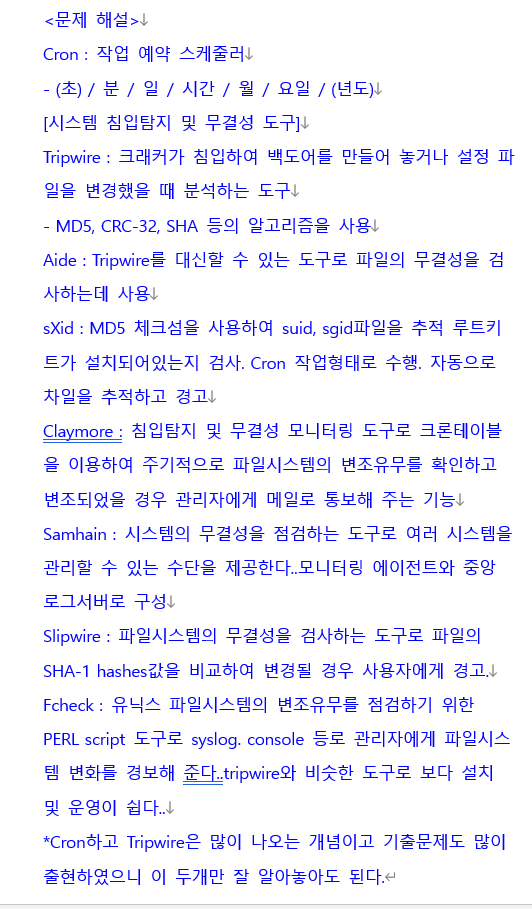 <문제 해설>↓
Cron : 작업 예약 스케줄러↓
- (초) / 분 / 일 / 시간 / 월 / 요일 / (년도)↓
[시스템 침입탐지 및 무결성 도구]↓
Tripwire : 크래커가 침입하여 백도어를 만들어 놓거나 설정 파
일을 변경했을 때 분석하는 도구↓
- MD5, CRC-32, SHA 등의 알고리즘을 사용↓
Aide : Tripwire를 대신할 수 있는 도구로 파일의 무결성을 검
사하는데 사용↓
sXid : MD5 체크섬을 사용하여 suid, sgid파일을 추적 루트키
트가 설치되어있는지 검사. Cron 작업형태로 수행. 자동으로
차일을 추적하고 경고↓
Claymore : 침입탐지 및 무결성 모니터링 도구로 크론테이블
을 이용하여 주기적으로 파일시스템의 변조유무를 확인하고
변조되었을 경우 관리자에게 메일로 통보해 주는 기능↓
Samhain : 시스템의 무결성을 점검하는 도구로 여러 시스템을
관리할 수 있는 수단을 제공한다..모니터링 에이전트와 중앙
로그서버로 구성↓
Slipwire : 파일시스템의 무결성을 검사하는 도구로 파일의
SHA-1 hashes값을 비교하여 변경될 경우 사용자에게 경고.↓
Fcheck : 유닉스 파일시스템의 변조유무를 점검하기 위한
PERL script 도구로 syslog. console 등로 관리자에게 파일시스
템 변화를 경보해 준다..tripwire와 비슷한 도구로 보다 설치
및 운영이 쉽다..↓
*Cron하고 Tripwire은 많이 나오는 개념이고 기출문제도 많이
출현하였으니 이 두개만 잘 알아놓아도 된다.↵